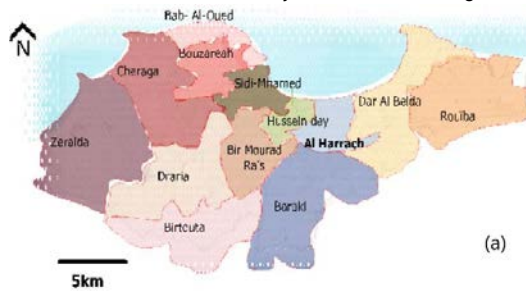 Bab- Al-Oued
N
Bouzareah
Cheraga
Sidi-Mhamed
Dar Al Beida
Rouiba
Hussein day
Zeralda
Al Harrach
Bir Mourad
Ra's
Draria
Baraki
Birtouta
(a)
5km